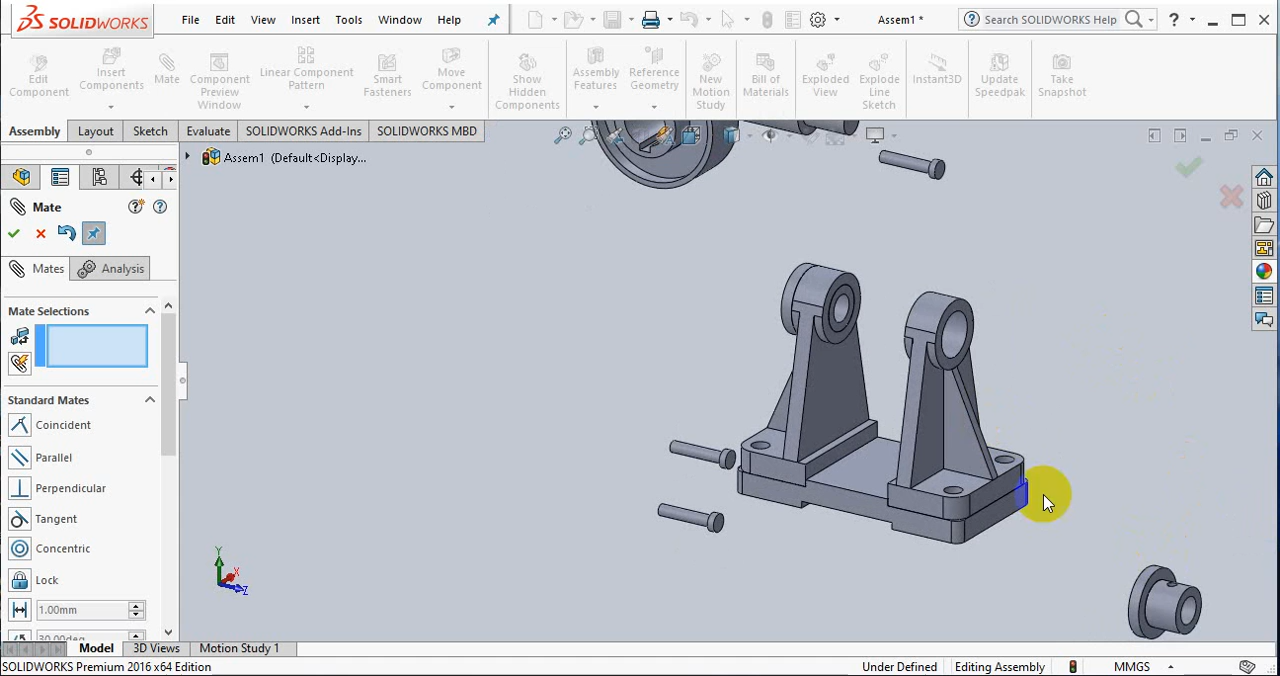 SOLIDWORKS
File Edit View Insert Tools Window Help
Assem1 *
Search SOLIDWORKS Help
?
Edit Component
Insert Components
Mate
Component Preview Window
Linear Component Pattern
Smart Fasteners
Move Component
Show Hidden Components
Assembly Features
Reference Geometry
New Motion Study
Bill of Materials
Exploded View
Explode Line Sketch
Instant3D
Update Speedpak
Take Snapshot
Assembly Layout Sketch Evaluate SOLIDWORKS Add-Ins SOLIDWORKS MBD
Assem1 (Default<Display...
Mate
Mates Analysis
Mate Selections
Standard Mates
Coincident
Parallel
Perpendicular
Tangent
Concentric
Lock
1.00mm
30.00deg
Y
X
Z
Model 3D Views Motion Study 1
SOLIDWORKS Premium 2016 x64 Edition
Under Defined Editing Assembly MMGS